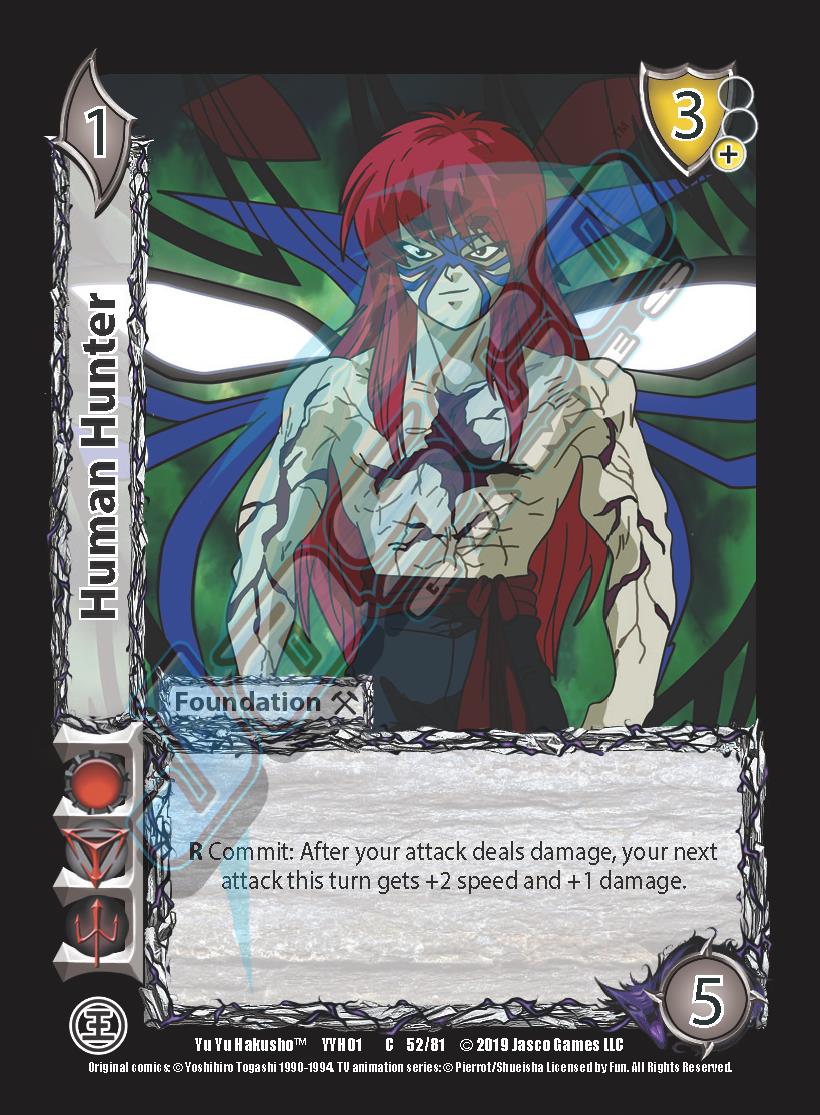 1
3
+
Human Hunter
Foundation
R Commit: After your attack deals damage, your next
attack this turn gets +2 speed and +1 damage.
5
Yu Yu Hakusho™ YYH01 C 52/81 © 2019 Jasco Games LLC
Original comics: © Yoshihiro Togashi 1990-1994. TV animation series: © Pierrot/Shueisha Licensed by Fun. All Rights Reserved.